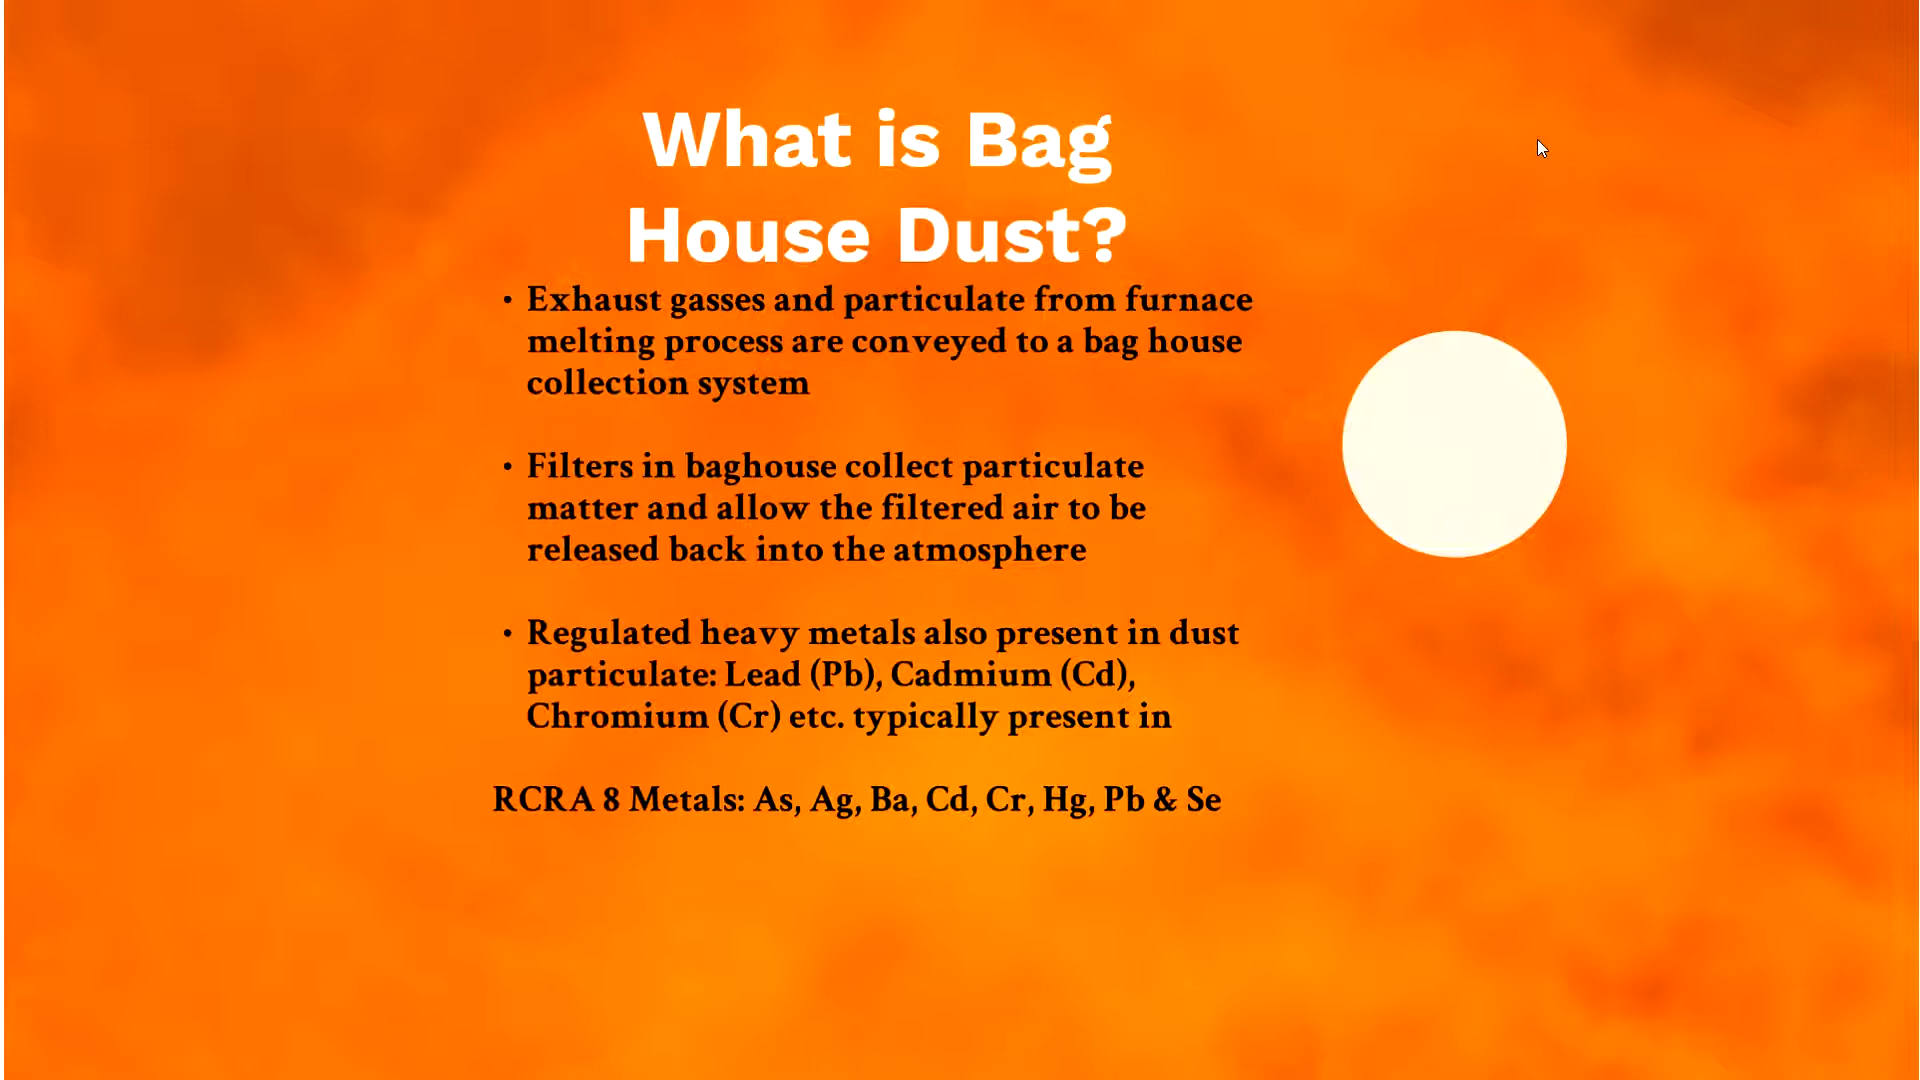 What is Bag
House Dust?
• Exhaust gasses and particulate from furnace
melting process are conveyed to a bag house
collection system
• Filters in baghouse collect particulate
matter and allow the filtered air to be
released back into the atmosphere
• Regulated heavy metals also present in dust
particulate: Lead (Pb), Cadmium (Cd),
Chromium (Cr) etc. typically present in
RCRA 8 Metals: As, Ag, Ba, Cd, Cr, Hg, Pb & Se